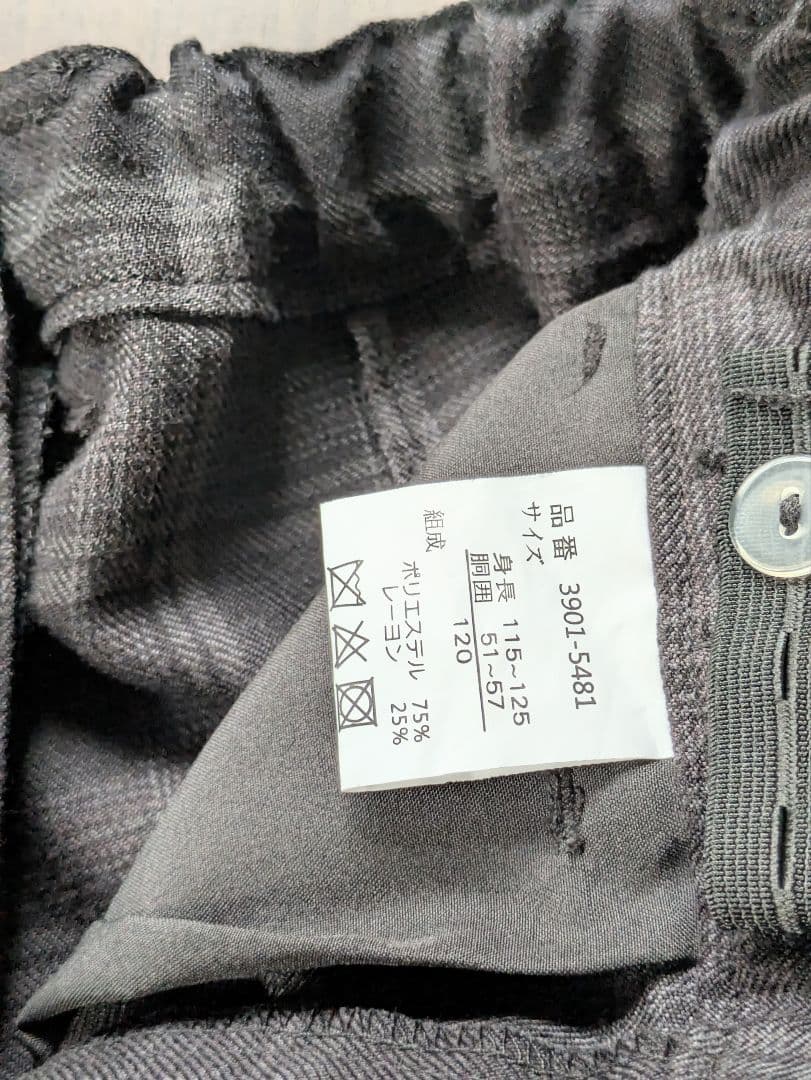 品番 3901-5481
サイズ
身長 115~125
胴囲 51~57
120
組成
ポリエステル 75%
レーヨン 25%